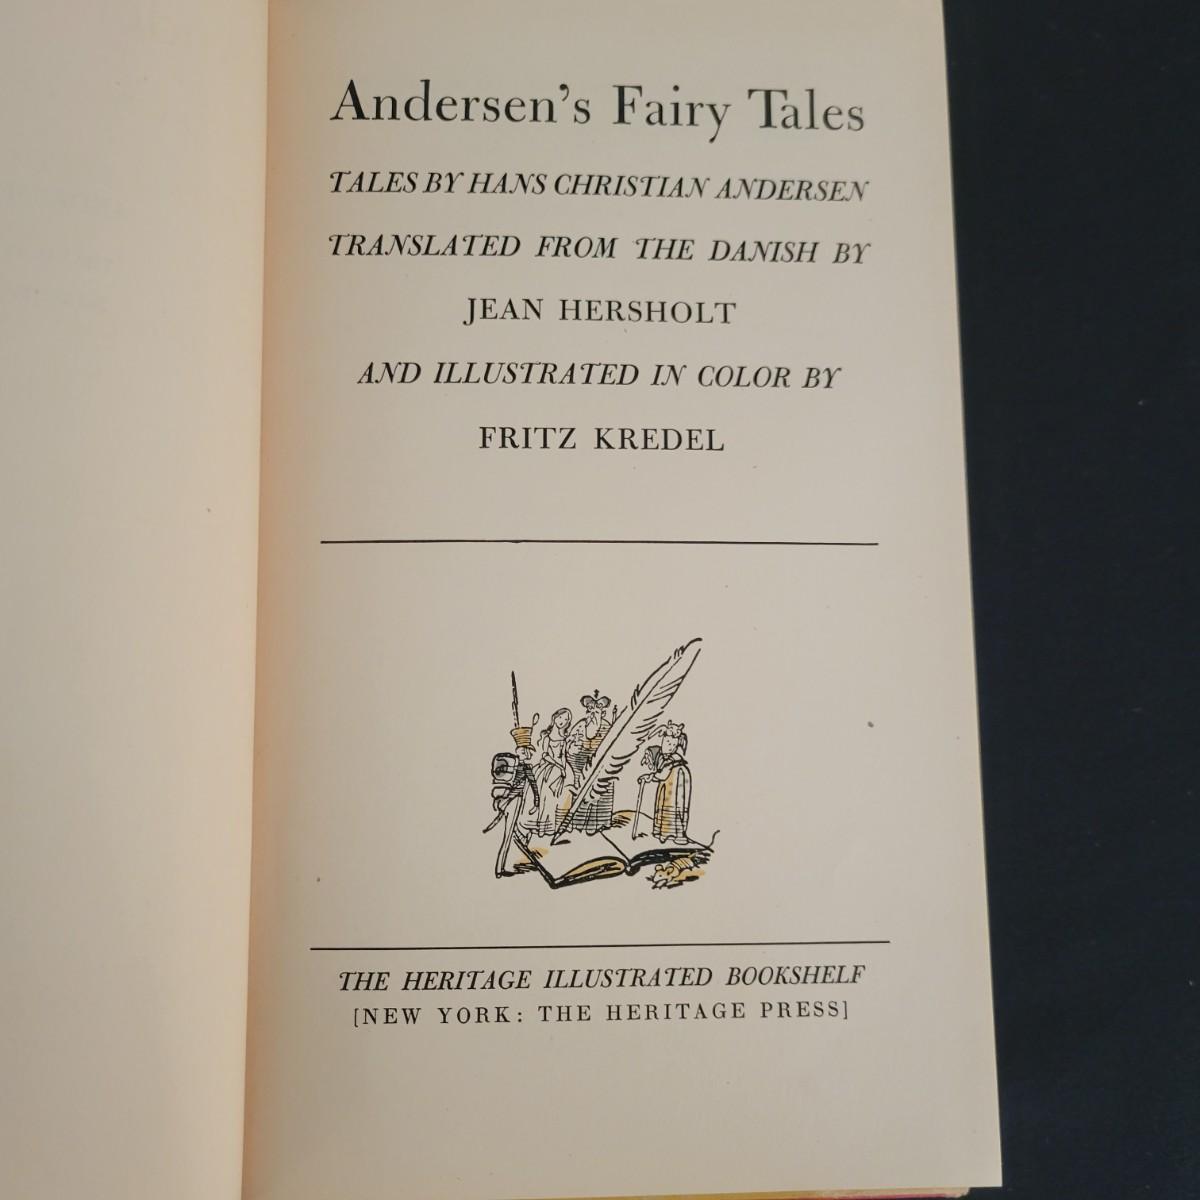 Andersen's Fairy Tales
TALES BY HANS CHRISTIAN ANDERSEN
TRANSLATED FROM THE DANISH BY
JEAN HERSHOLT
AND ILLUSTRATED IN COLOR BY
FRITZ KREDEL
THE HERITAGE ILLUSTRATED BOOKSHELF
[NEW YORK: THE HERITAGE PRESS]